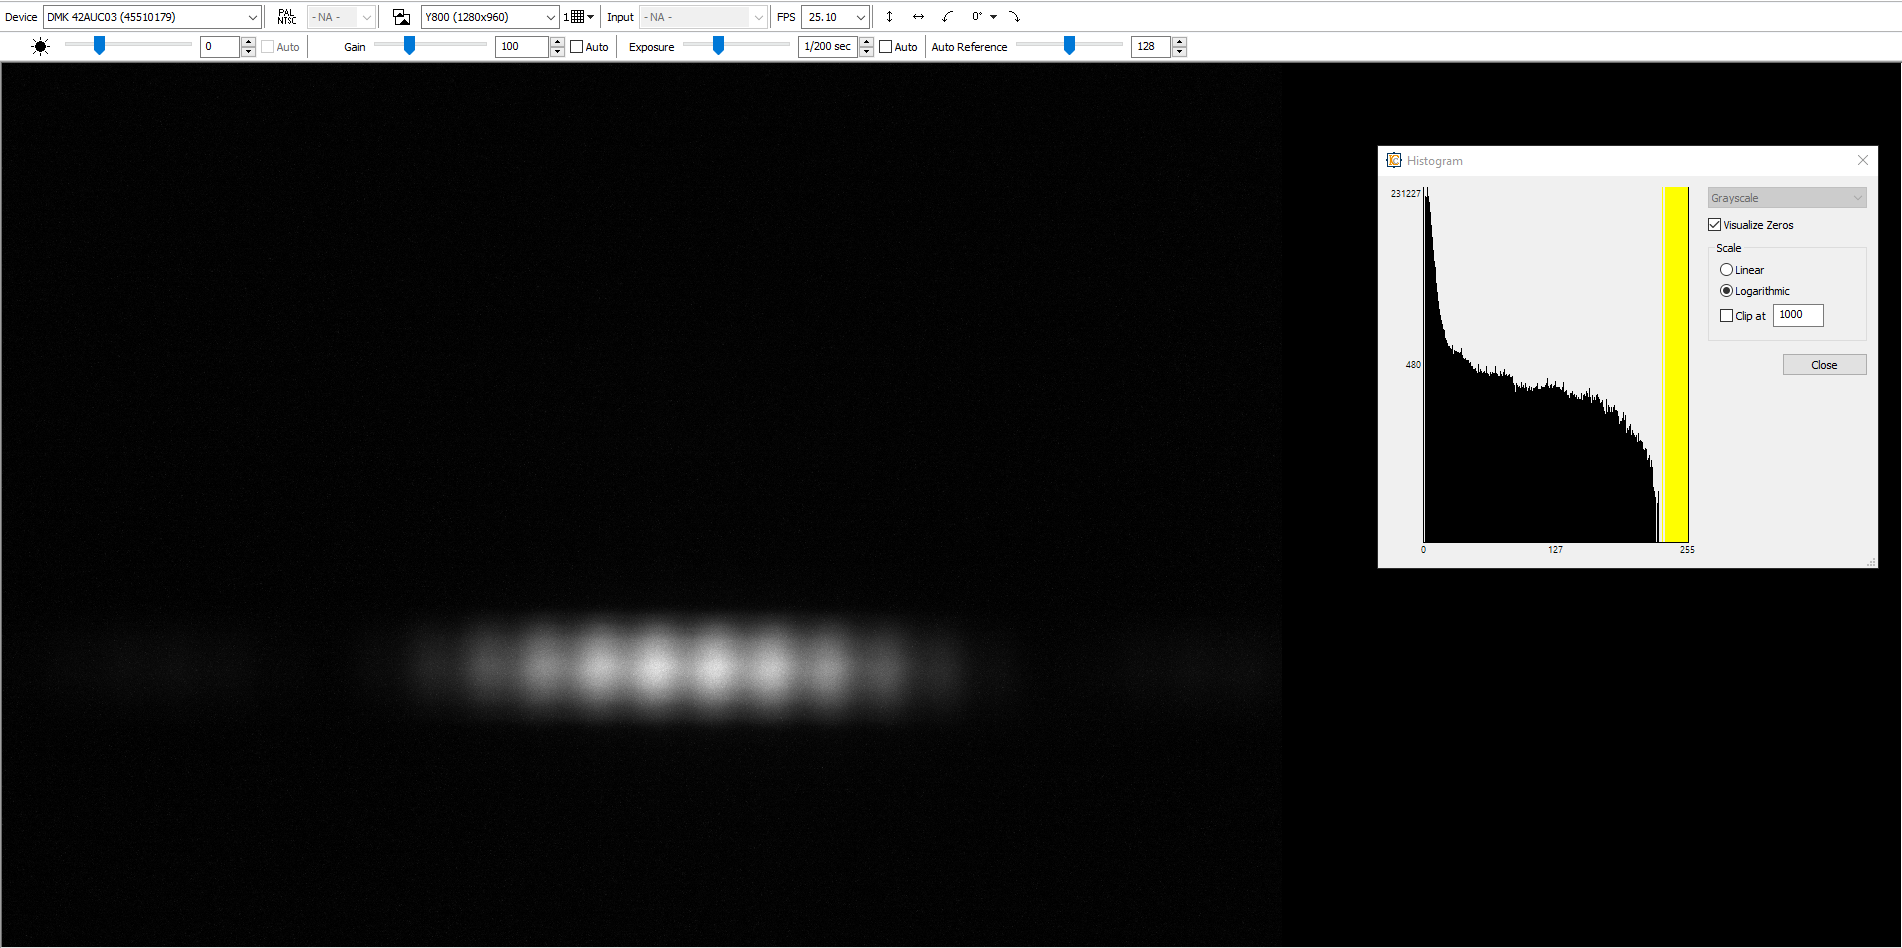 Device DMK 42AUC03 (45510179) PAL NTSC - NA - Y800 (1280x960) 1 Input - NA - FPS 25.10 0°
0 Auto Gain 100 Auto Exposure 1/200 sec Auto Auto Reference 128
Histogram
231227
Grayscale
Visualize Zeros
Scale
Linear
Logarithmic
Clip at 1000
480
Close
0 127 255